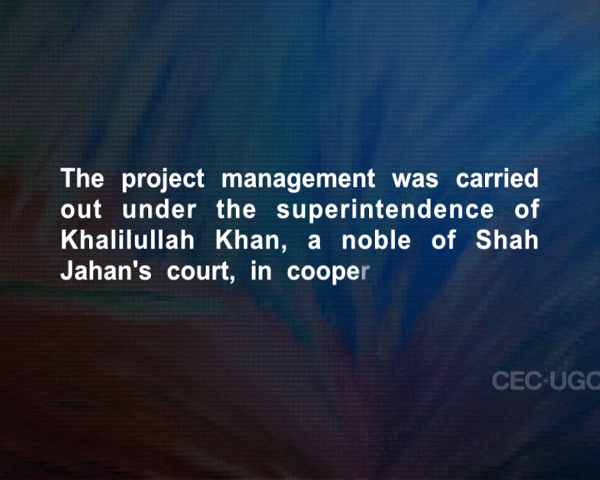 The project management was carried
out under the superintendence of
Khalilullah Khan, a noble of Shah
Jahan's court, in cooper
CEC-UGC